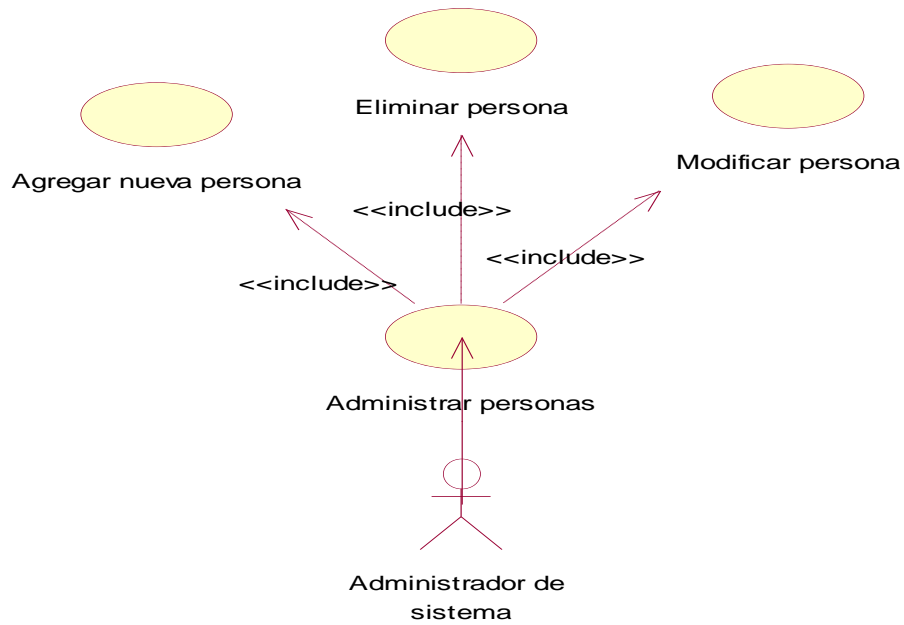 Eliminar persona
Modificar persona
Agregar nueva persona
<<include>>
<<include>>
<<include>>
Administrar personas
Administrador de
sistema